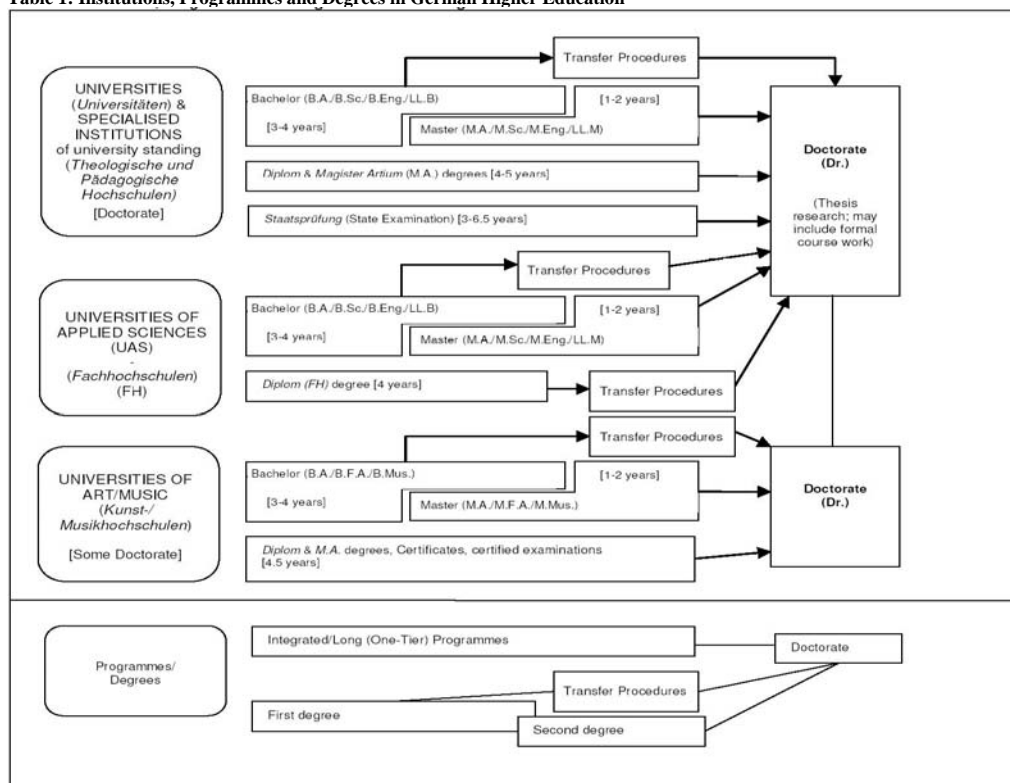 Table 1: Institutions, Programmes and Degrees in German Higher Education
Transfer Procedures
UNIVERSITIES
(Universitäten) &
SPECIALISED
INSTITUTIONS
of university standing
(Theologische und
Pädagogische
Hochschulen)
[Doctorate]
Bachelor (B.A./B.Sc./B.Eng./LL.B)
[3-4 years]
[1-2 years]
Master (M.A./M.Sc./M.Eng./LL.M)
Diplom & Magister Artium (M.A.) degrees [4-5 years]
Staatsprüfung (State Examination) [3-6.5 years]
Doctorate
(Dr.)
(Thesis
research; may
include formal
course work)
Transfer Procedures
UNIVERSITIES OF
APPLIED SCIENCES
(UAS)
-
(Fachhochschulen)
(FH)
Bachelor (B.A./B.Sc./B.Eng./LL.B)
[3-4 years]
[1-2 years]
Master (M.A./M.Sc./M.Eng./LL.M)
Diplom (FH) degree [4 years]
Transfer Procedures
Transfer Procedures
UNIVERSITIES OF
ART/MUSIC
(Kunst-/
Musikhochschulen)
[Some Doctorate]
Bachelor (B.A./B.F.A./B.Mus.)
[3-4 years]
[1-2 years]
Master (M.A./M.F.A./M.Mus.)
Diplom & M.A. degrees, Certificates, certified examinations
[4.5 years]
Doctorate
(Dr.)
Programmes/
Degrees
Integrated/Long (One-Tier) Programmes
Doctorate
Transfer Procedures
First degree
Second degree